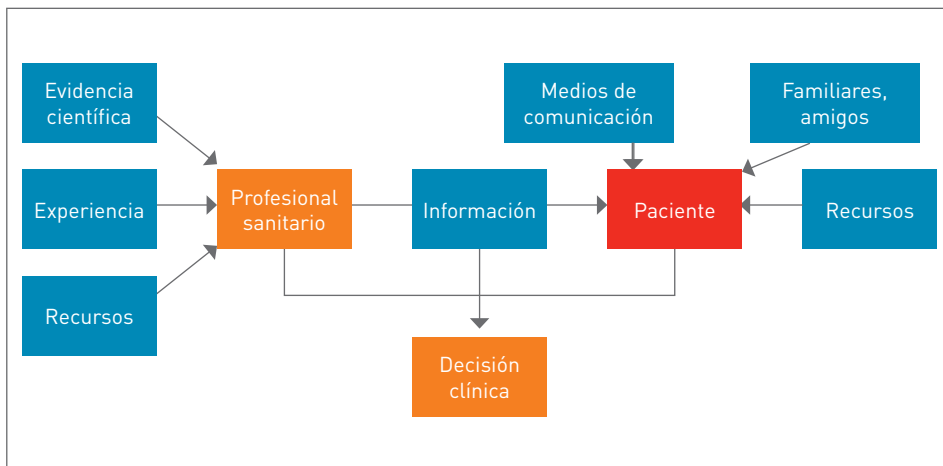 Evidencia
científica
Medios de
comunicación
Familiares,
amigos
Experiencia
Profesional
sanitario
Información
Paciente
Recursos
Recursos
Decisión
clínica